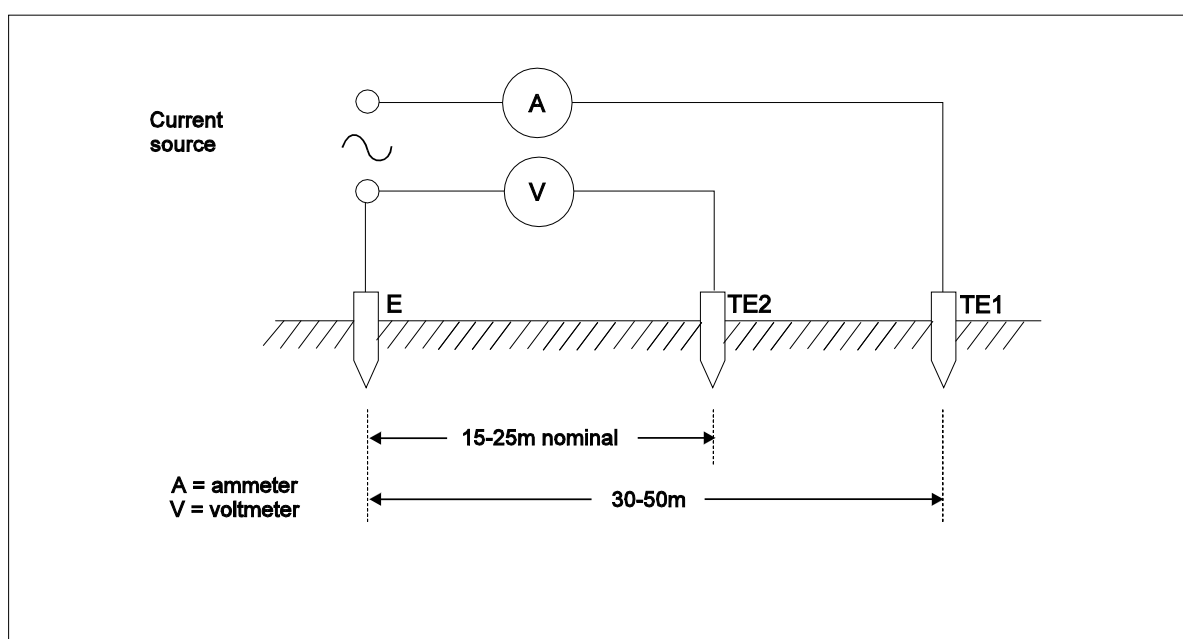 Current
source
A
V
E
TE2
TE1
15-25m nominal
A = ammeter
V = voltmeter
30-50m